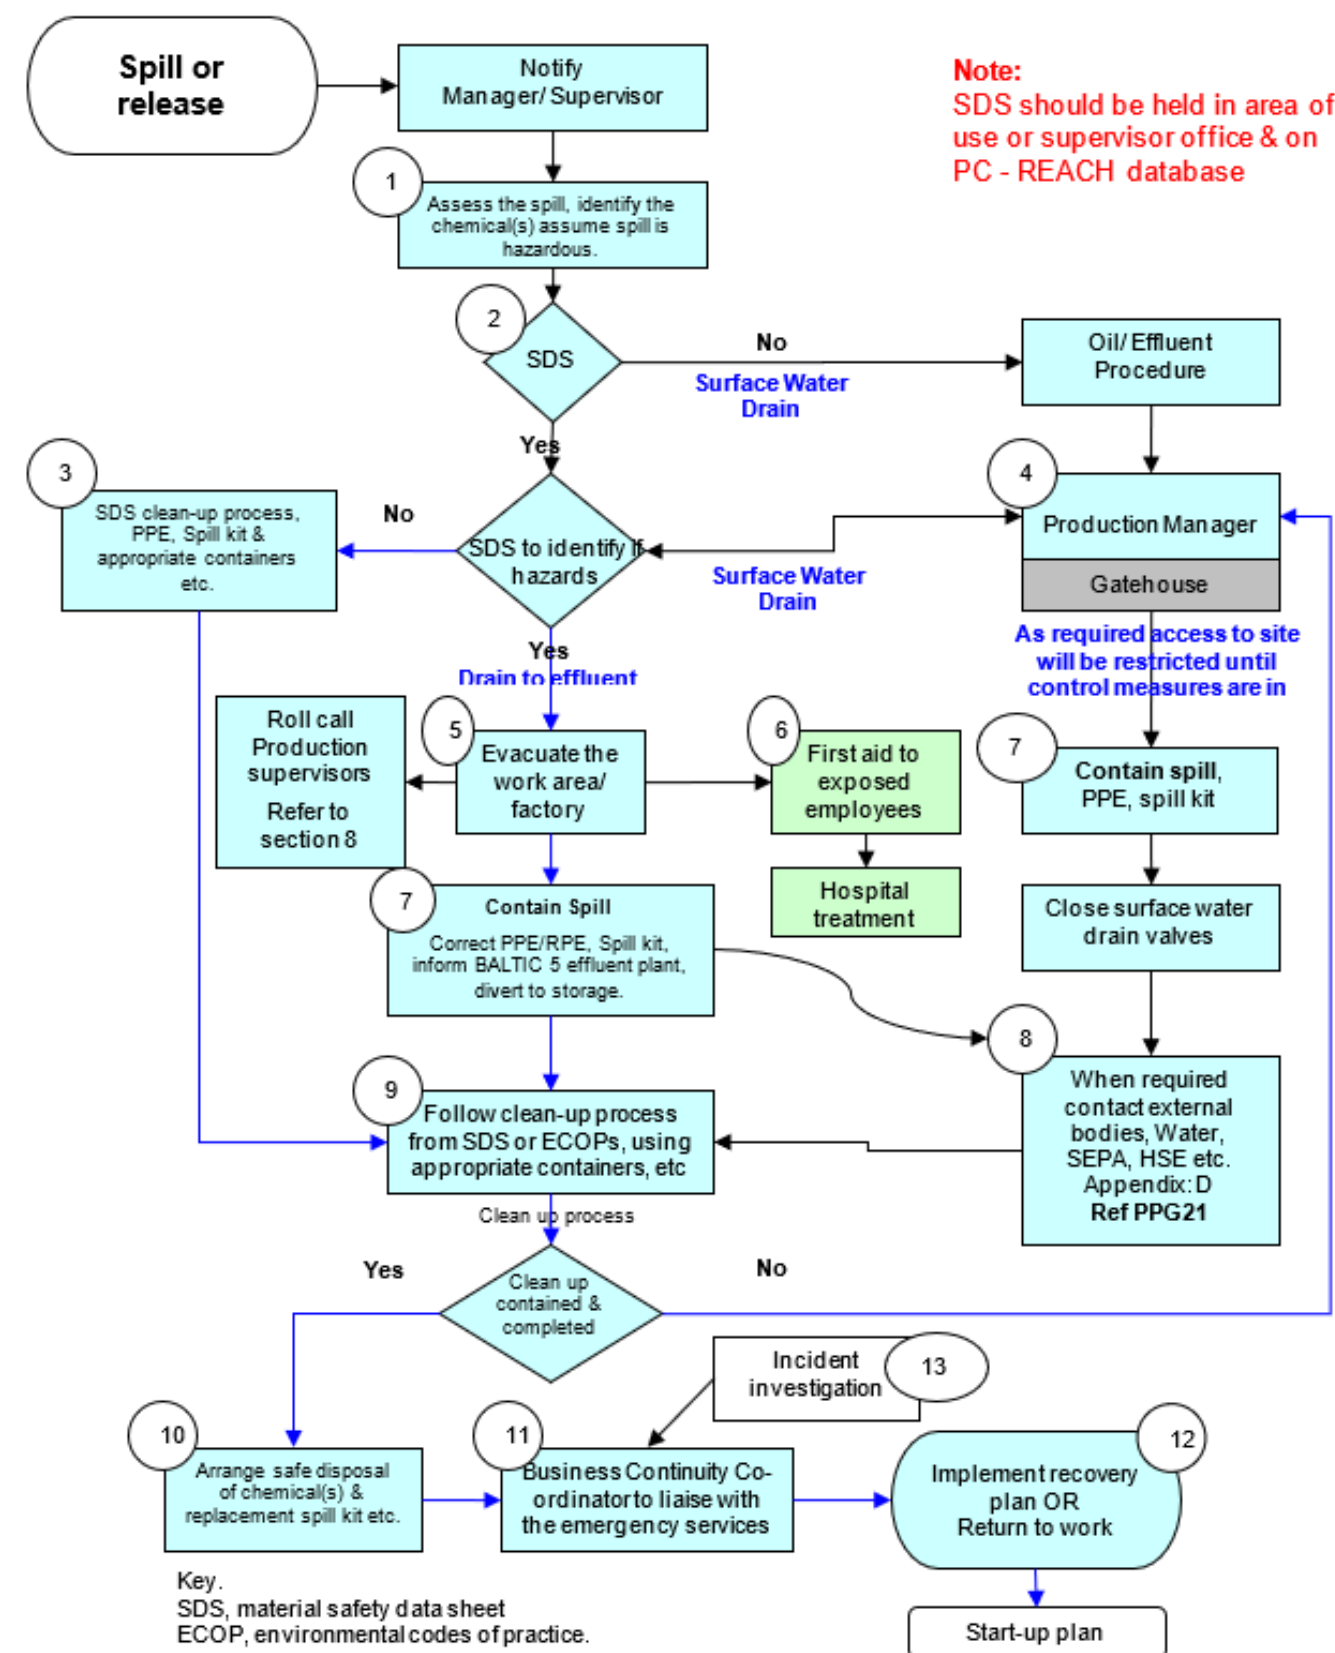 Spill or
release
Notify
Manager/ Supervisor
Note:
SDS should be held in area of
use or supervisor office & on
PC - REACH database
1
Assess the spill, identify the
chemical(s) assume spill is
hazardous.
2
SDS
No
Surface Water
Drain
Oil/ Effluent
Procedure
Yes
3
SDS clean-up process,
PPE, Spill kit &
appropriate containers
etc.
No
SDS to identify if
hazards
Surface Water
Drain
4
Production Manager
Gatehouse
As required access to site
will be restricted until
control measures are in
Yes
Drain to effluent
Roll call
Production
supervisors
Refer to
section 8
5
Evacuate the
work area/
factory
6
First aid to
exposed
employees
Hospital
treatment
7
Contain spill,
PPE, spill kit
Close surface water
drain valves
7
Contain Spill
Correct PPE/RPE, Spill kit,
inform BALTIC 5 effluent plant,
divert to storage.
8
When required
contact external
bodies, Water,
SEPA, HSE etc.
Appendix: D
Ref PPG21
9
Follow clean-up process
from SDS or ECOPs, using
appropriate containers, etc
Clean up process
Yes
Clean up
contained &
completed
No
Incident
investigation
13
10
Arrange safe disposal
of chemical(s) &
replacement spill kit etc.
11
Business Continuity Co-
ordinator to liaise with
the emergency services
12
Implement recovery
plan OR
Return to work
Start-up plan
Key.
SDS, material safety data sheet
ECOP, environmental codes of practice.